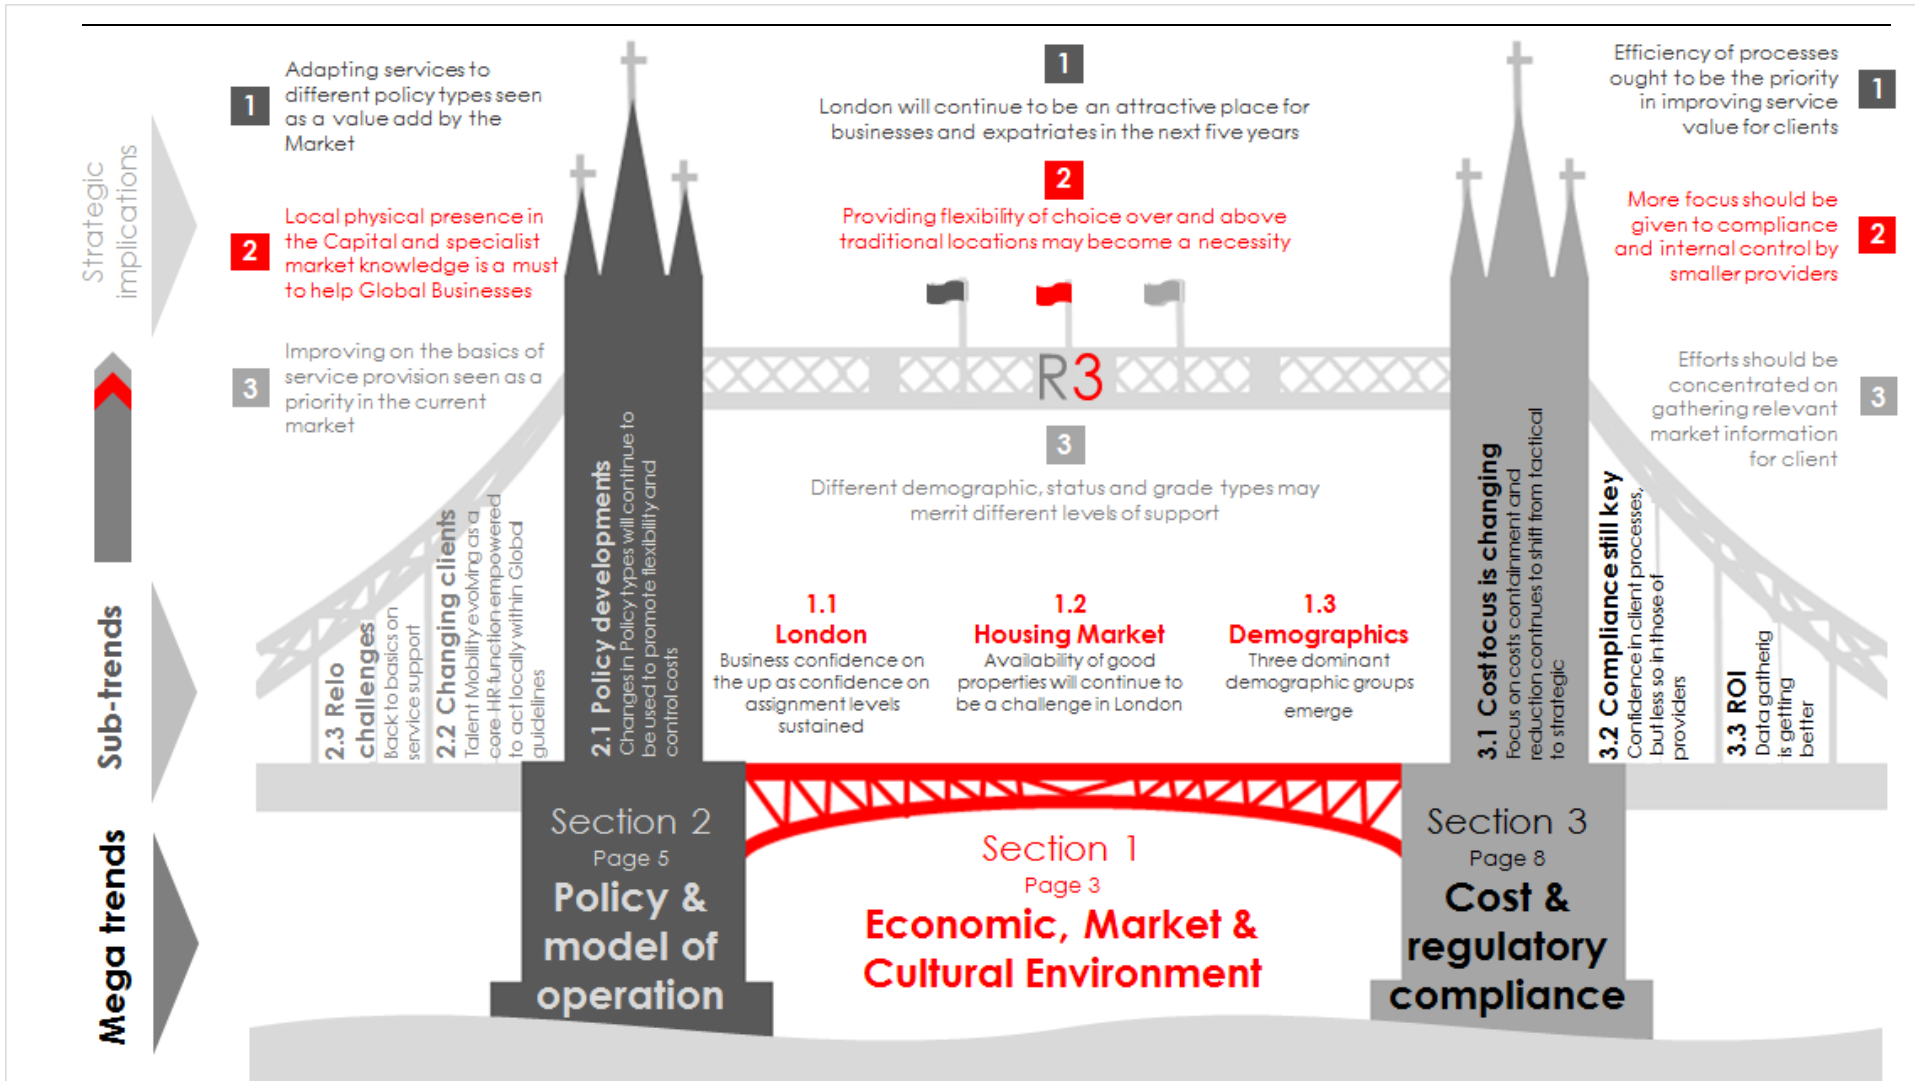 Strategic
implications
Sub-trends
Mega trends
1
Adapting services to
different policy types seen
as a value add by the
Market
2
Local physical presence in
the Capital and specialist
market knowledge is a must
to help Global Businesses
3
Improving on the basics of
service provision seen as a
priority in the current
market
1
London will continue to be an attractive place for
businesses and expatriates in the next five years
2
Providing flexibility of choice over and above
traditional locations may become a necessity
R3
3
Different demographic, status and grade types may
merrit different levels of support
1
Efficiency of processes
ought to be the priority
in improving service
value for clients
2
More focus should be
given to compliance
and internal control by
smaller providers
3
Efforts should be
concentrated on
gathering relevant
market information
for client
2.3 Relo
challenges
Back to basics on
service support
2.2 Changing clients
Talent Mobility evolving as a
core-HR-function-empowered
to act locally within Global
guidelines
2.1 Policy developments
Changes in Policy types will continue to
be used to promote flexibility and
control costs
1.1
London
Business confidence on
the up as confidence on
assignment levels
sustained
1.2
Housing Market
Availability of good
properties will continue to
be a challenge in London
1.3
Demographics
Three dominant
demographic groups
emerge
3.1 Cost focus is changing
Focus on costs containment and
reduction continues to shift from tactical
to strategic
3.2 Compliance still key
Confidence in client processes,
but less so in those of
providers
3.3 ROI
Data gatherig
is getting
better
Section 2
Page 5
Policy &
model of
operation
Section 1
Page 3
Economic, Market &
Cultural Environment
Section 3
Page 8
Cost &
regulatory
compliance